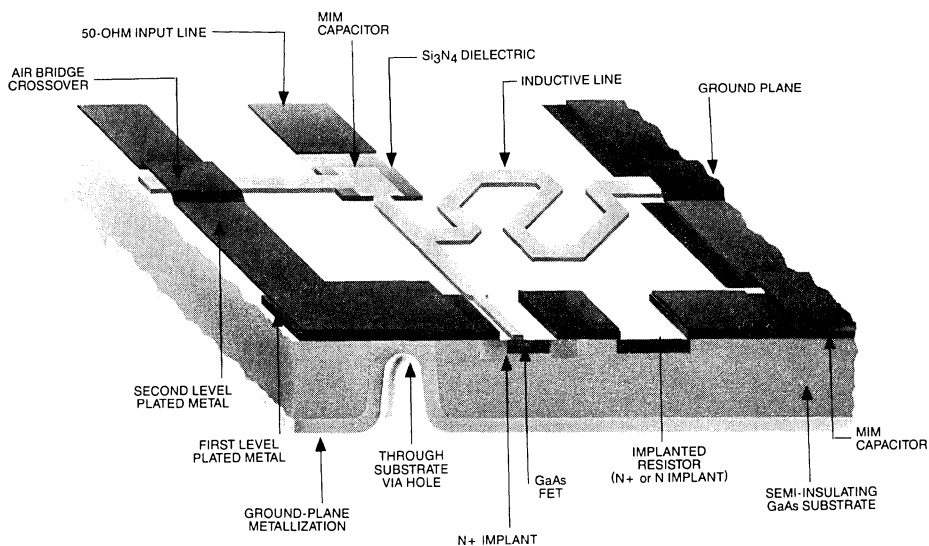 MIM
CAPACITOR
50-OHM INPUT LINE
Si3N4 DIELECTRIC
AIR BRIDGE
CROSSOVER
INDUCTIVE LINE
GROUND PLANE
SECOND LEVEL
PLATED METAL
FIRST LEVEL
PLATED METAL
GROUND-PLANE
METALLIZATION
THROUGH
SUBSTRATE
VIA HOLE
N+ IMPLANT
GaAs
FET
IMPLANTED
RESISTOR
(N+ or N IMPLANT)
SEMI-INSULATING
GaAs SUBSTRATE
MIM
CAPACITOR